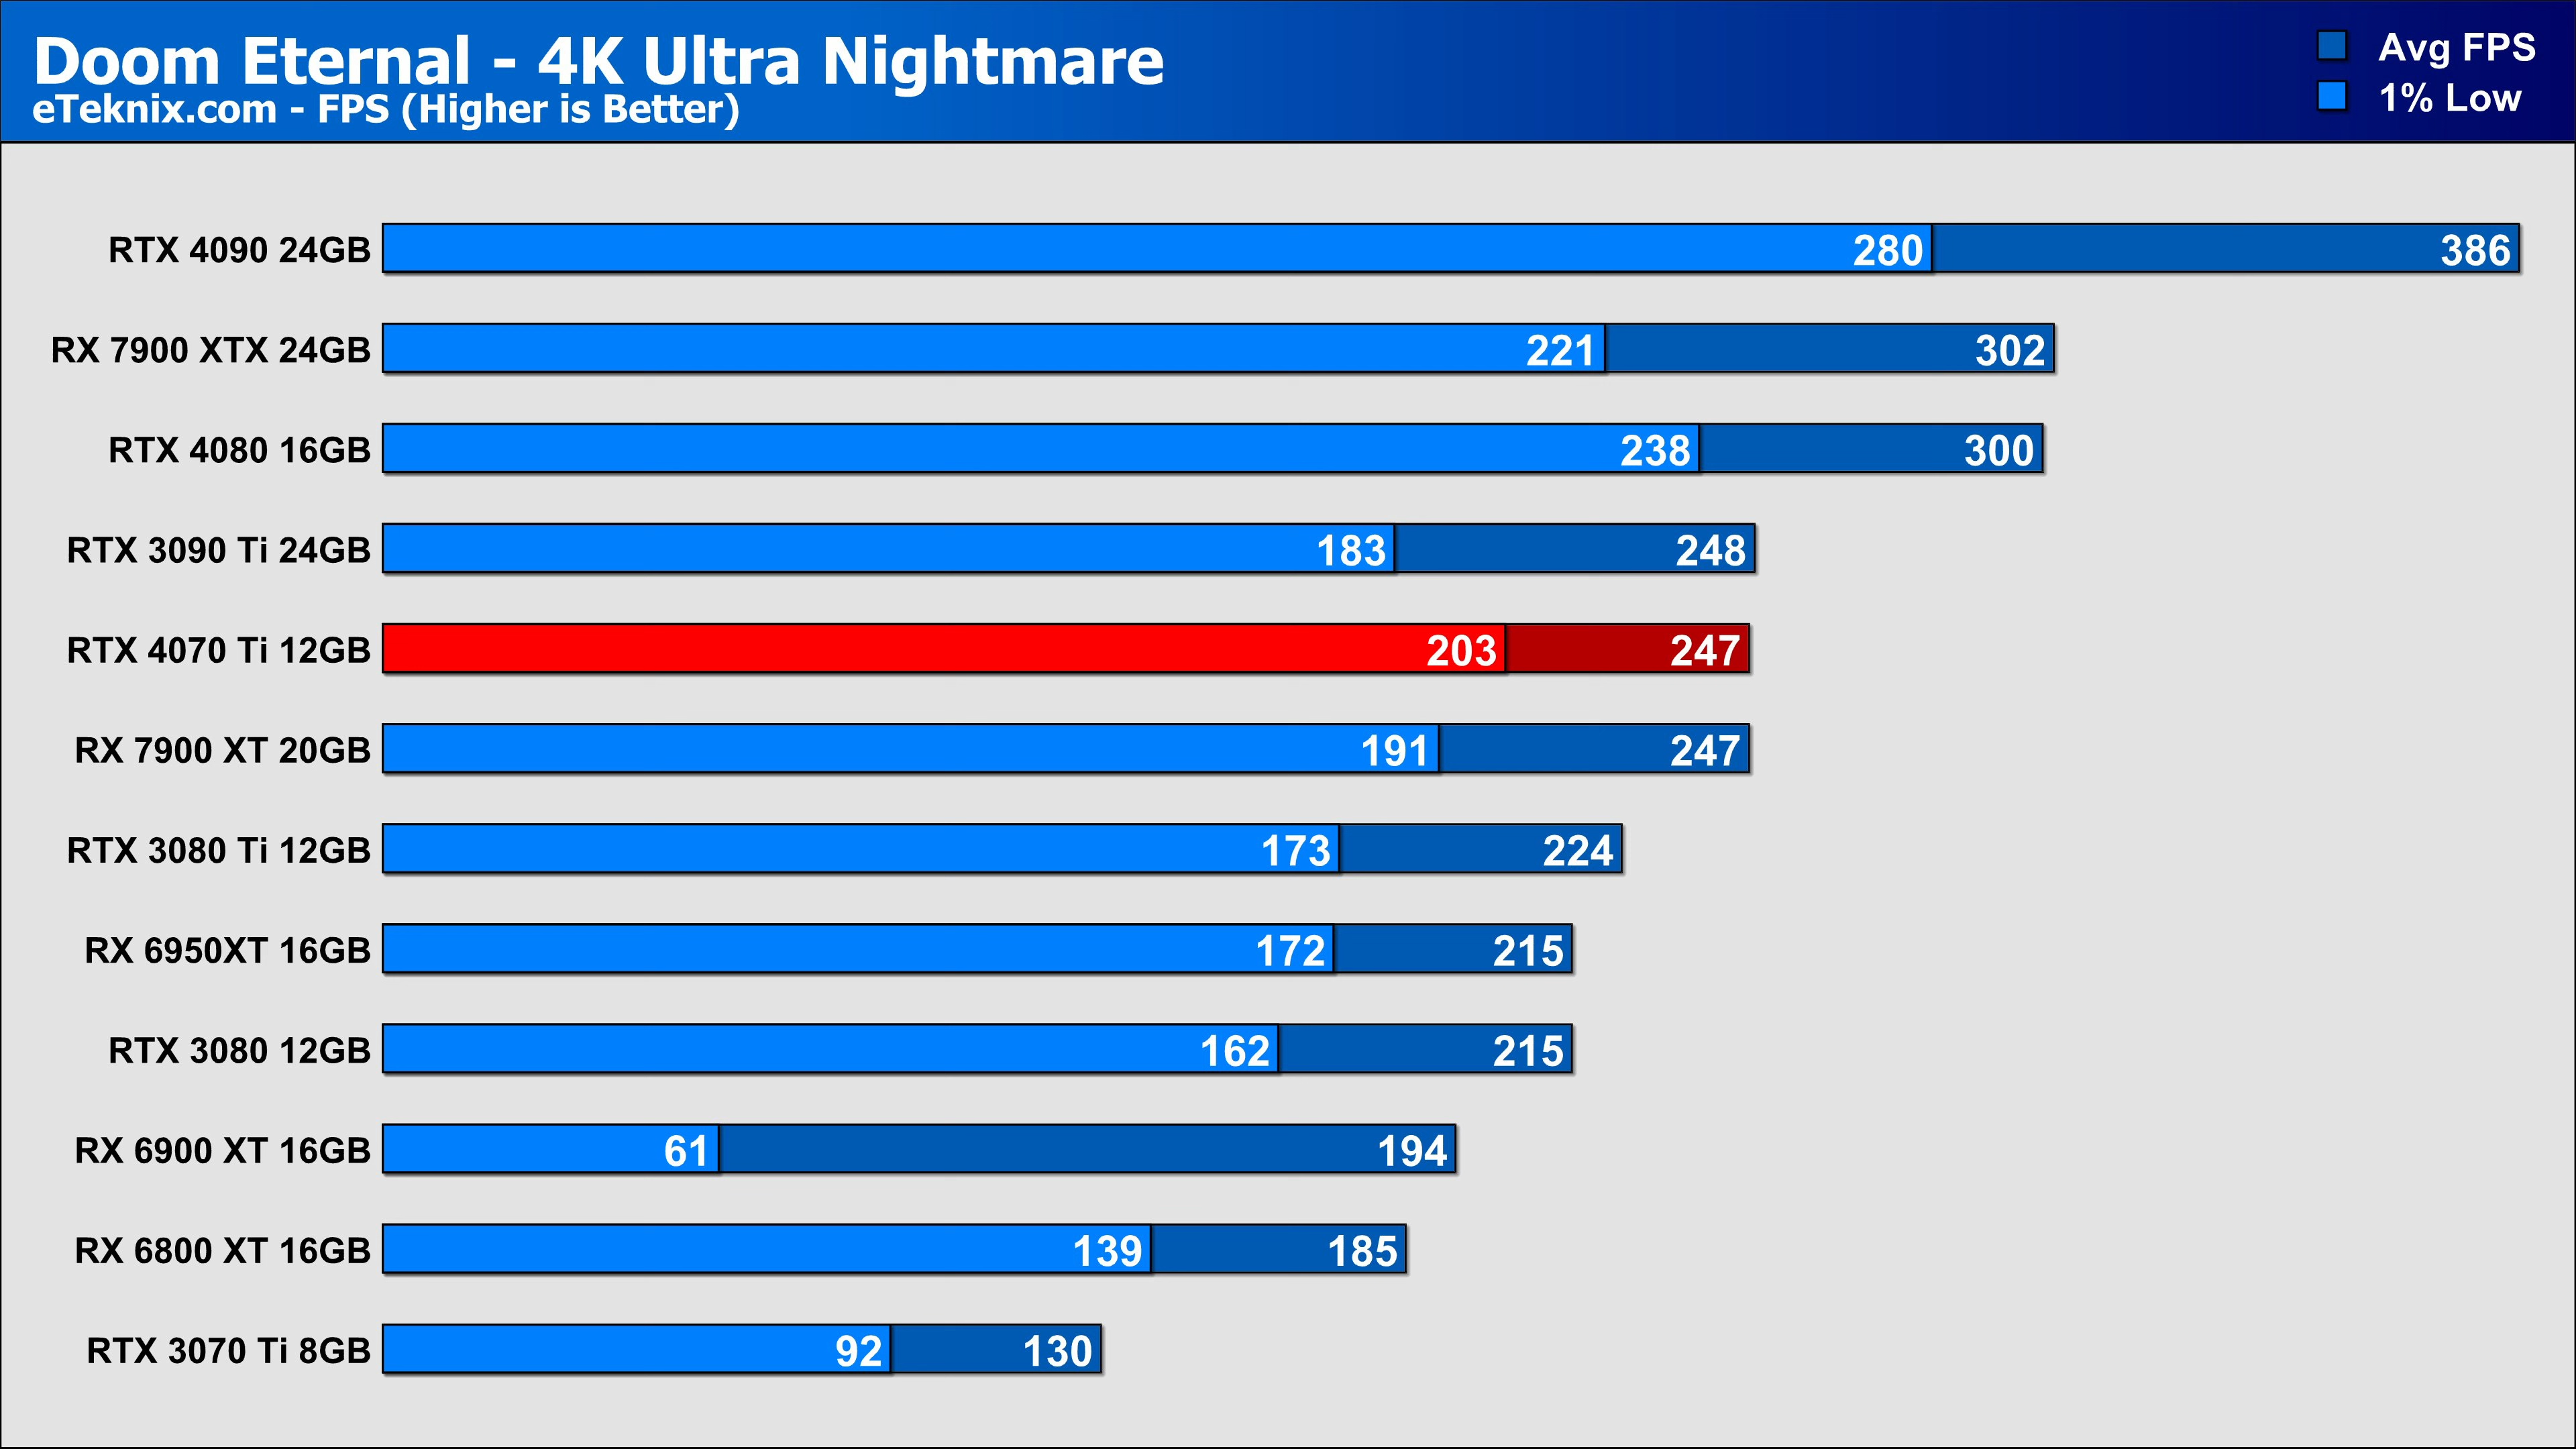 Doom Eternal - 4K Ultra Nightmare
eTeknix.com - FPS (Higher is Better)
Avg FPS
1% Low
RTX 4090 24GB 280 386
RX 7900 XTX 24GB 221 302
RTX 4080 16GB 238 300
RTX 3090 Ti 24GB 183 248
RTX 4070 Ti 12GB 203 247
RX 7900 XT 20GB 191 247
RTX 3080 Ti 12GB 173 224
RX 6950XT 16GB 172 215
RTX 3080 12GB 162 215
RX 6900 XT 16GB 61 194
RX 6800 XT 16GB 139 185
RTX 3070 Ti 8GB 92 130